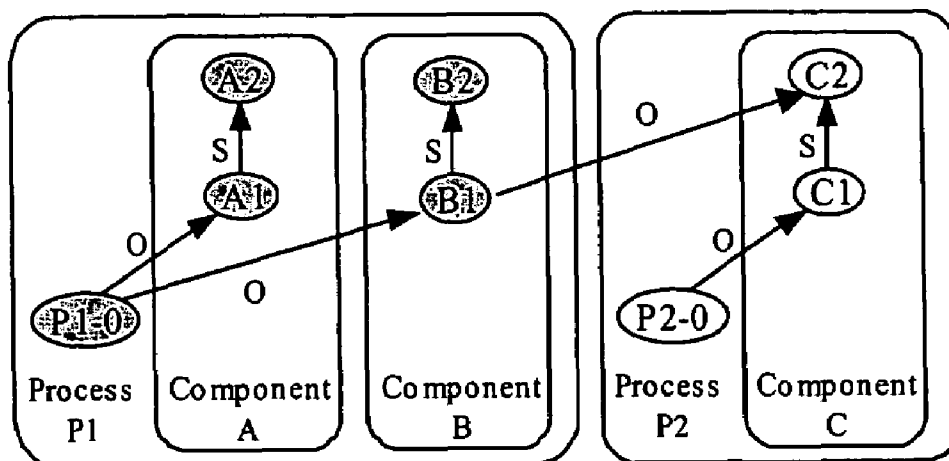 A2
B2
C2
O
S
S
S
A1
B1
C1
O
O
O
P1-0
P2-0
Process
P1
Component
A
Component
B
Process
P2
Component
C